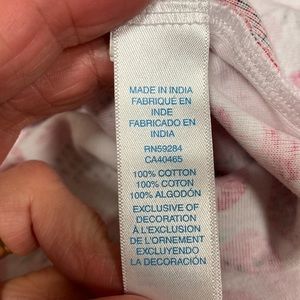 MADE IN INDIA
FABRIQUÉ EN
INDE
FABRICADO EN
INDIA
RN59284
CA40465
100% COTTON
100% COTON
100% ALGODÓN
EXCLUSIVE OF
DECORATION
À L'EXCLUSION
DE L'ORNEMENT
EXCLUYENDO
LA DECORACIÓN